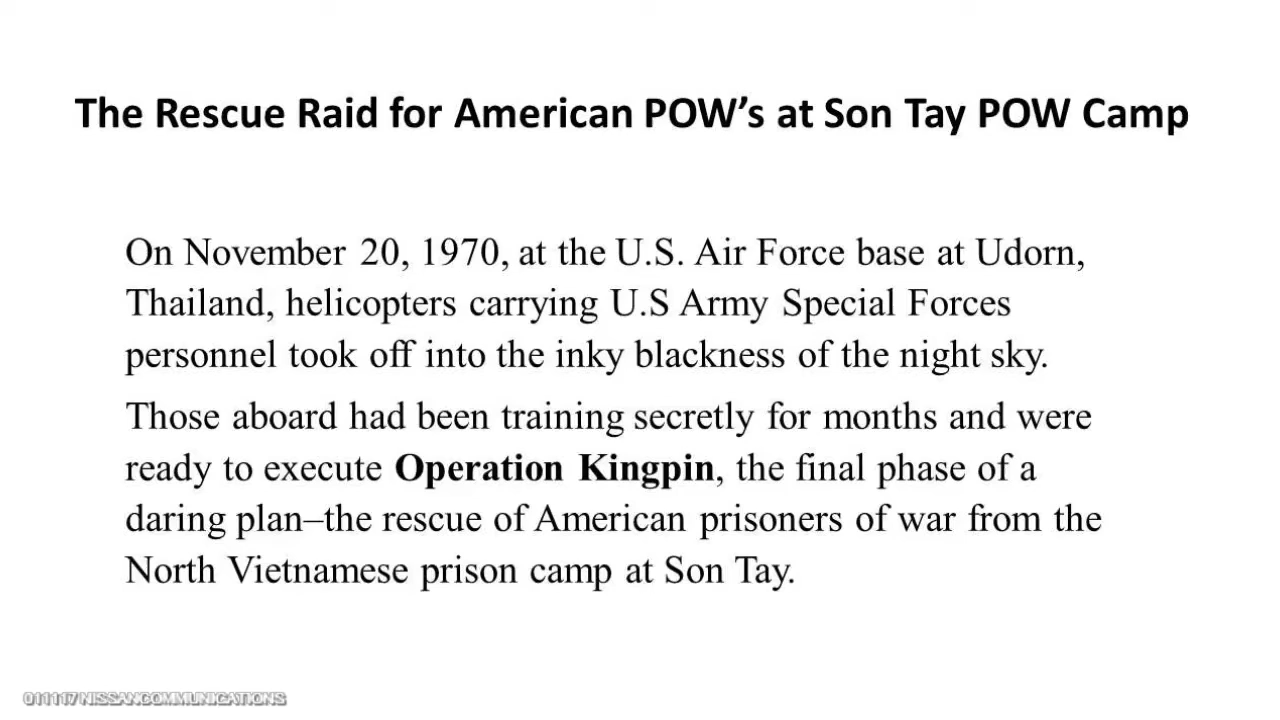 The Rescue Raid for American POW’s at Son Tay POW Camp
On November 20, 1970, at the U.S. Air Force base at Udorn,
Thailand, helicopters carrying U.S Army Special Forces
personnel took off into the inky blackness of the night sky.
Those aboard had been training secretly for months and were
ready to execute Operation Kingpin, the final phase of a
daring plan–the rescue of American prisoners of war from the
North Vietnamese prison camp at Son Tay.
011117 NISSANCOMMUNICATIONS